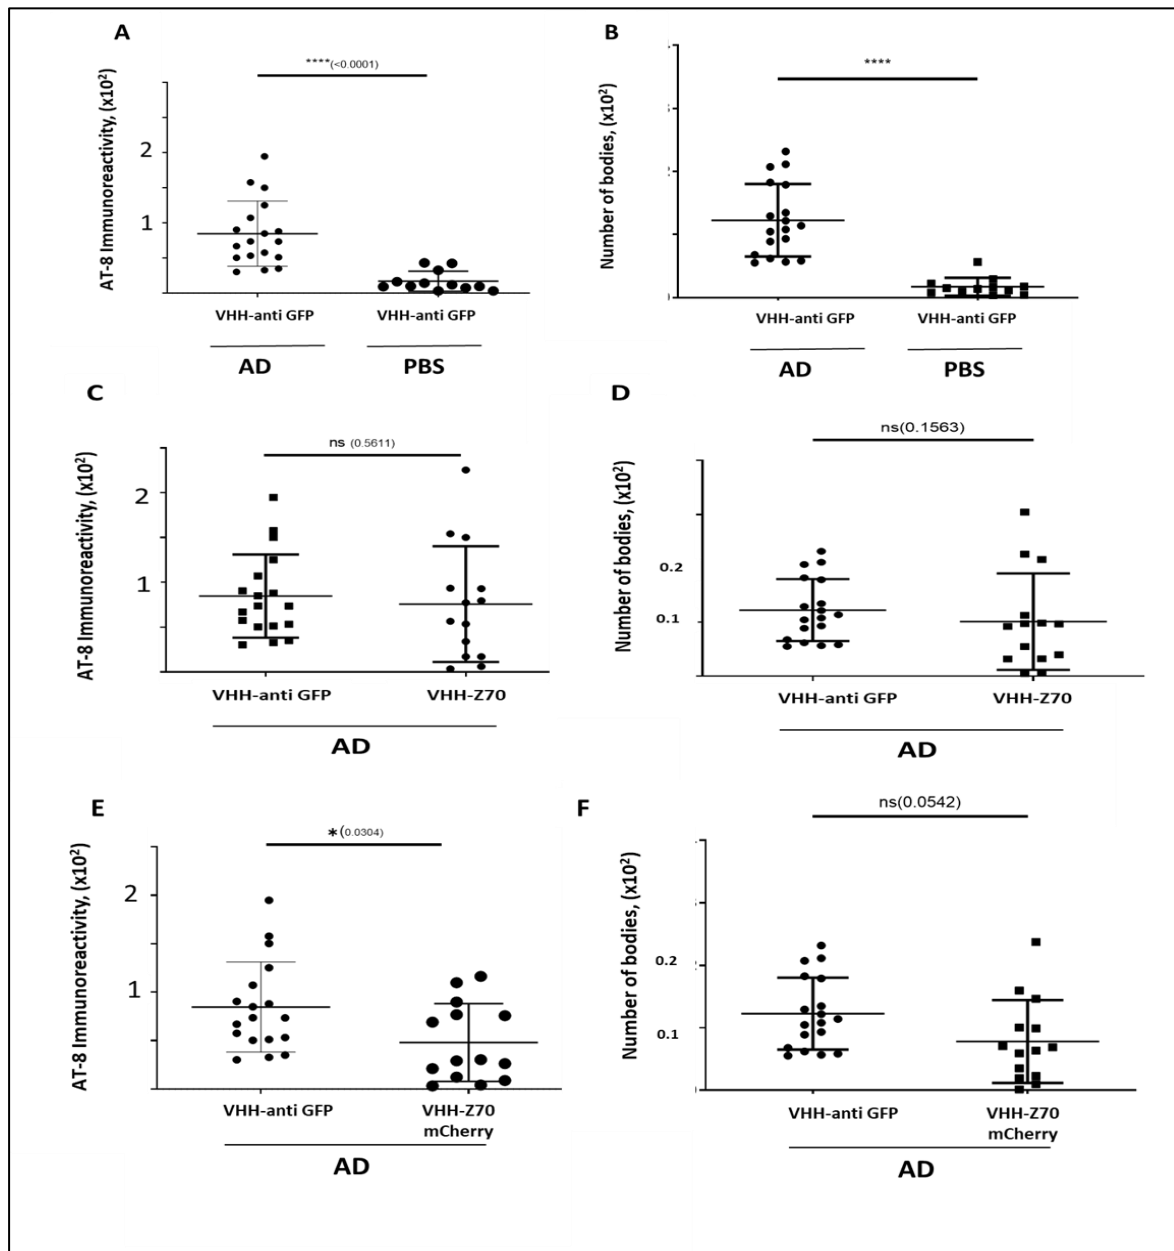 A
AT-8 Immunoreactivity, (x10²)
****(<0.0001)
2
1
VHH-anti GFP
VHH-anti GFP
AD
PBS
B
Number of bodies, (x10²)
****
VHH-anti GFP
VHH-anti GFP
AD
PBS
C
AT-8 Immunoreactivity, (x10²)
ns (0.5611)
2
1
VHH-anti GFP
VHH-Z70
AD
D
Number of bodies, (x10²)
ns(0.1563)
0.2
0.1
VHH-anti GFP
VHH-Z70
AD
E
AT-8 Immunoreactivity, (x10²)
*(0.0304)
2
1
VHH-anti GFP
VHH-Z70
mCherry
AD
F
Number of bodies, (x10²)
ns(0.0542)
0.2
0.1
VHH-anti GFP
VHH-Z70
mCherry
AD